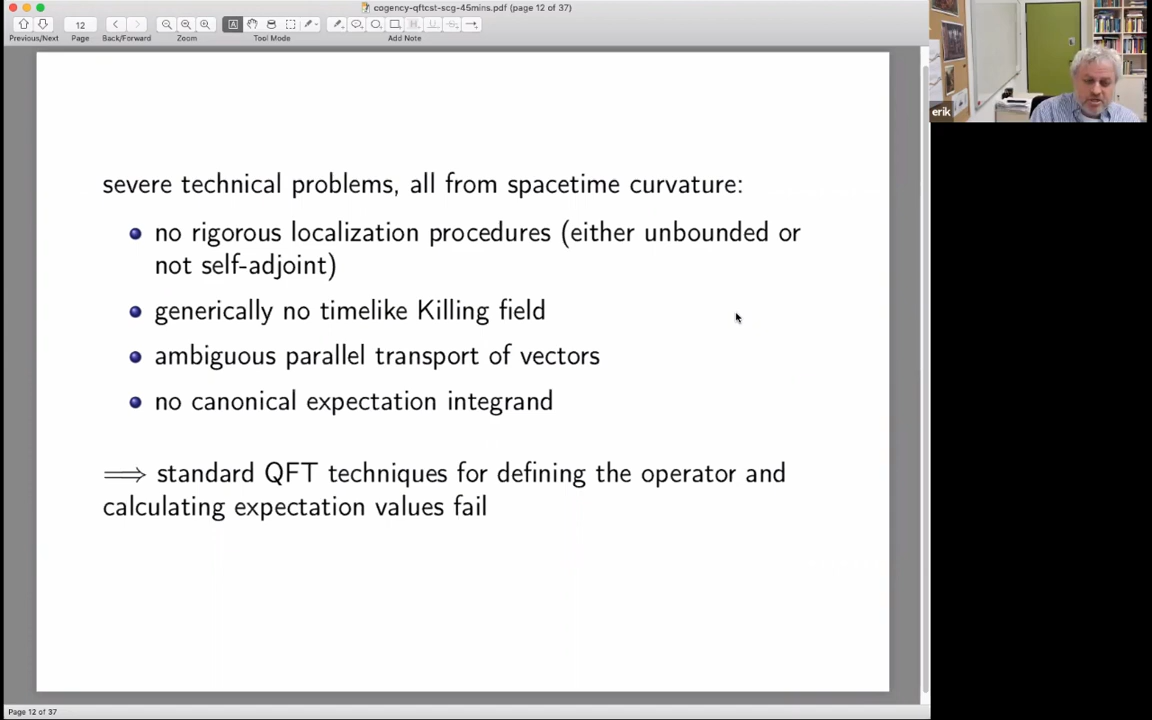 cogency-qftcst-scg-45mins.pdf (page 12 of 37)
12
Previous/Next Page Back/Forward Zoom Tool Mode Add Note
erik
severe technical problems, all from spacetime curvature:
no rigorous localization procedures (either unbounded or
not self-adjoint)
generically no timelike Killing field
ambiguous parallel transport of vectors
no canonical expectation integrand
⟹ standard QFT techniques for defining the operator and
calculating expectation values fail
Page 12 of 37